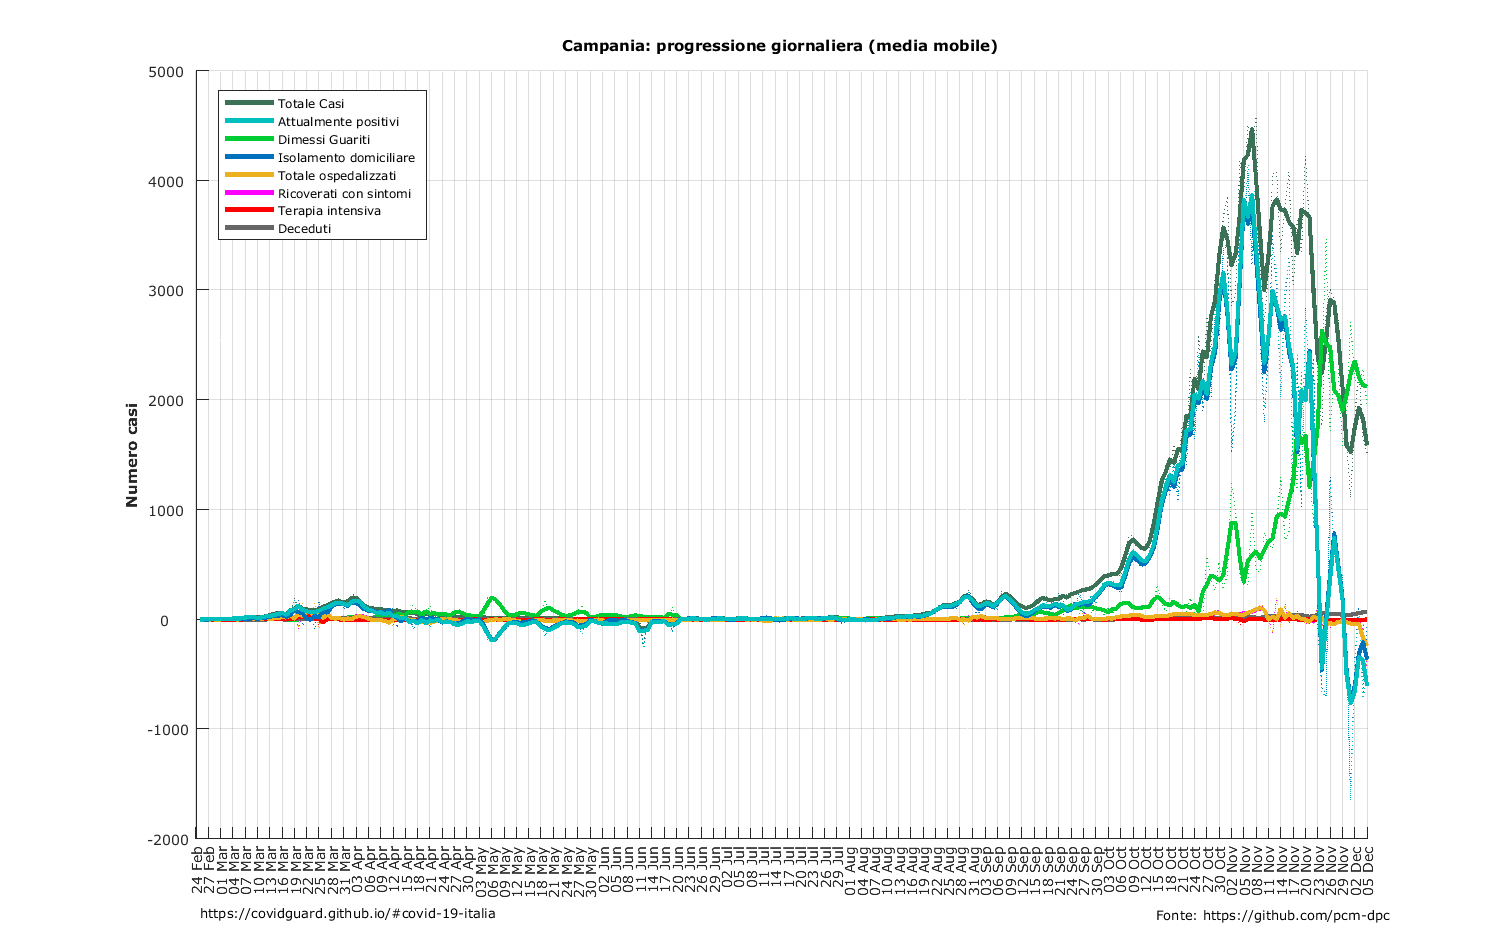 Campania: progressione giornaliera (media mobile)
5000
4000
3000
2000
1000
0
-1000
-2000
Numero casi
Totale Casi
Attualmente positivi
Dimessi Guariti
Isolamento domiciliare
Totale ospedalizzati
Ricoverati con sintomi
Terapia intensiva
Deceduti
24 Feb
27 Feb
01 Mar
04 Mar
07 Mar
10 Mar
13 Mar
16 Mar
19 Mar
22 Mar
25 Mar
28 Mar
31 Mar
03 Apr
06 Apr
09 Apr
12 Apr
15 Apr
18 Apr
21 Apr
24 Apr
27 Apr
30 Apr
03 May
06 May
09 May
12 May
15 May
18 May
21 May
24 May
27 May
30 May
02 Jun
05 Jun
08 Jun
11 Jun
14 Jun
17 Jun
20 Jun
23 Jun
26 Jun
29 Jun
02 Jul
05 Jul
08 Jul
11 Jul
14 Jul
17 Jul
20 Jul
23 Jul
26 Jul
29 Jul
01 Aug
04 Aug
07 Aug
10 Aug
13 Aug
16 Aug
19 Aug
22 Aug
25 Aug
28 Aug
31 Aug
03 Sep
06 Sep
09 Sep
12 Sep
15 Sep
18 Sep
21 Sep
24 Sep
27 Sep
30 Sep
03 Oct
06 Oct
09 Oct
12 Oct
15 Oct
18 Oct
21 Oct
24 Oct
27 Oct
30 Oct
02 Nov
05 Nov
08 Nov
11 Nov
14 Nov
17 Nov
20 Nov
23 Nov
26 Nov
29 Nov
02 Dec
05 Dec
https://covidguard.github.io/#covid-19-italia
Fonte: https://github.com/pcm-dpc